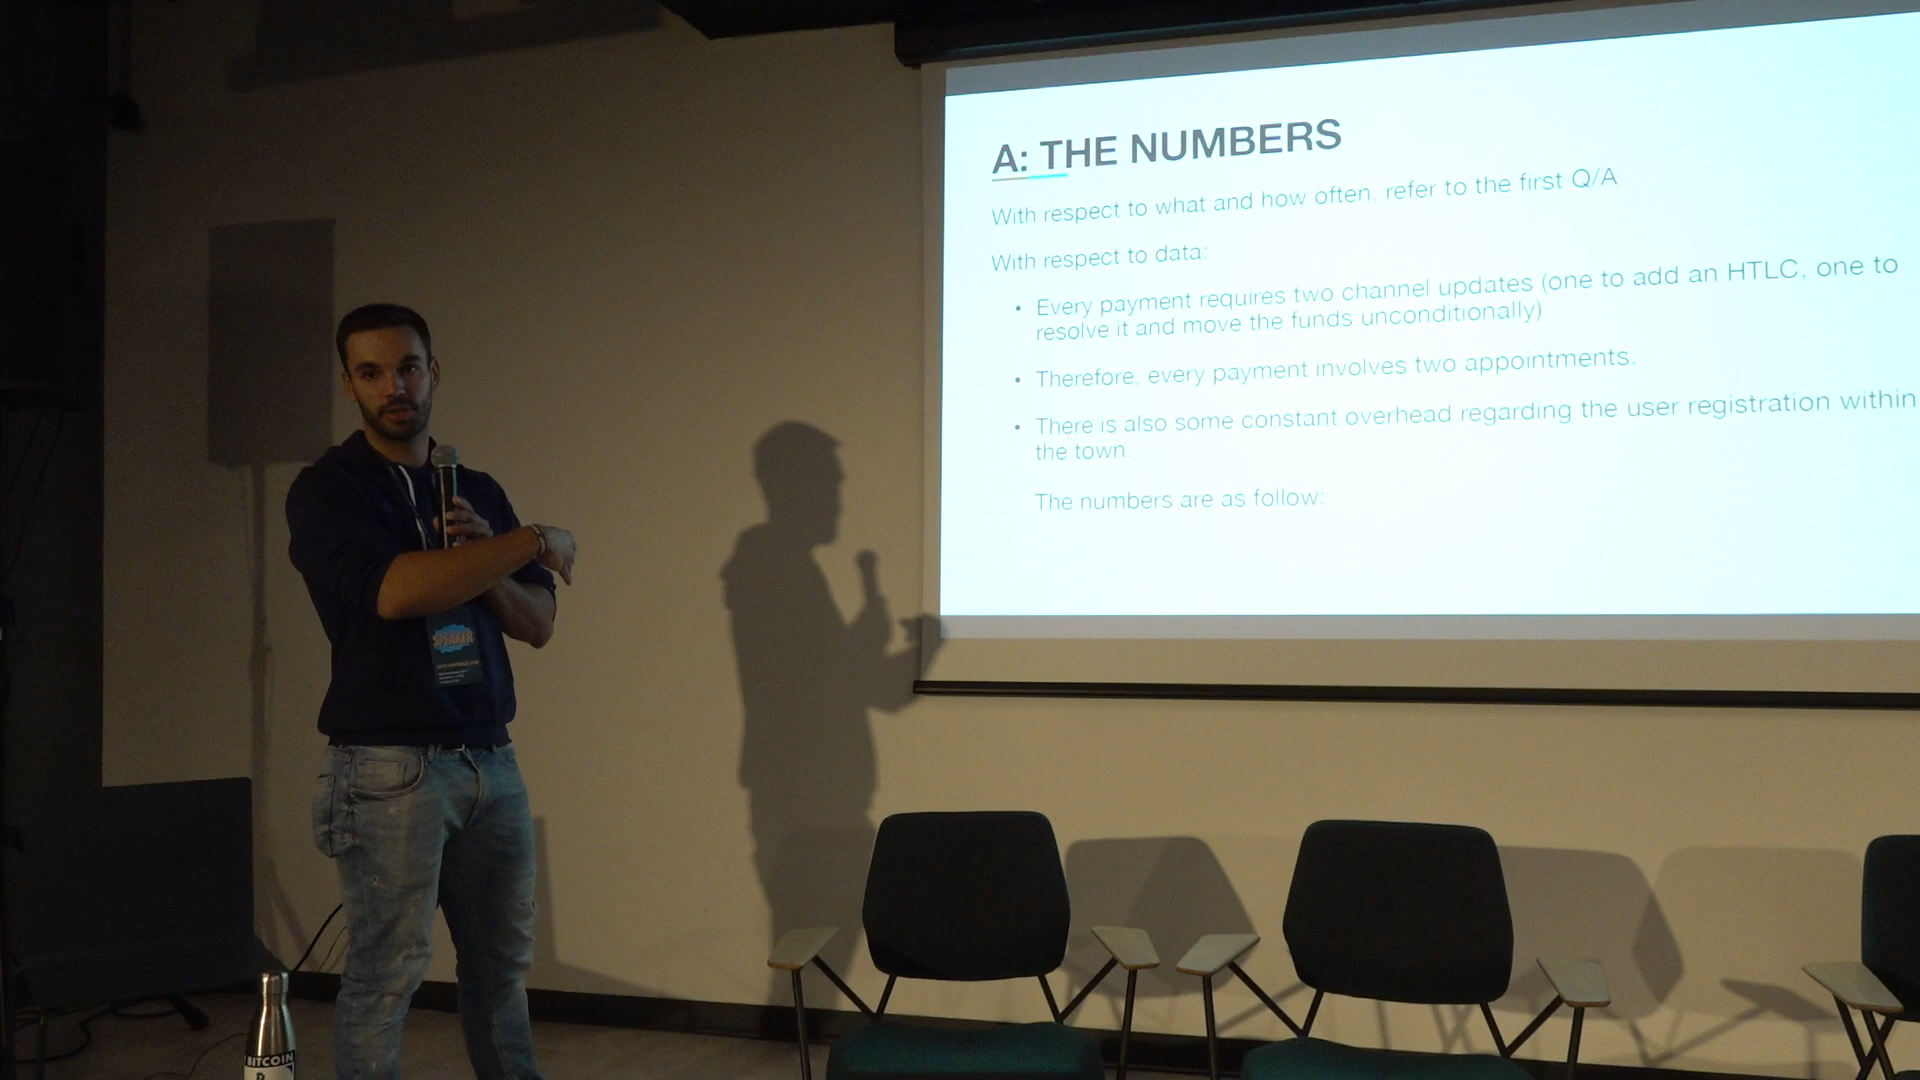 A: THE NUMBERS
With respect to what and how often, refer to the first Q/A
With respect to data:
• Every payment requires two channel updates (one to add an HTLC, one to
resolve it and move the funds unconditionally)
• Therefore, every payment involves two appointments.
• There is also some constant overhead regarding the user registration within
the town.
The numbers are as follow:
SPEAKER
BITCOIN